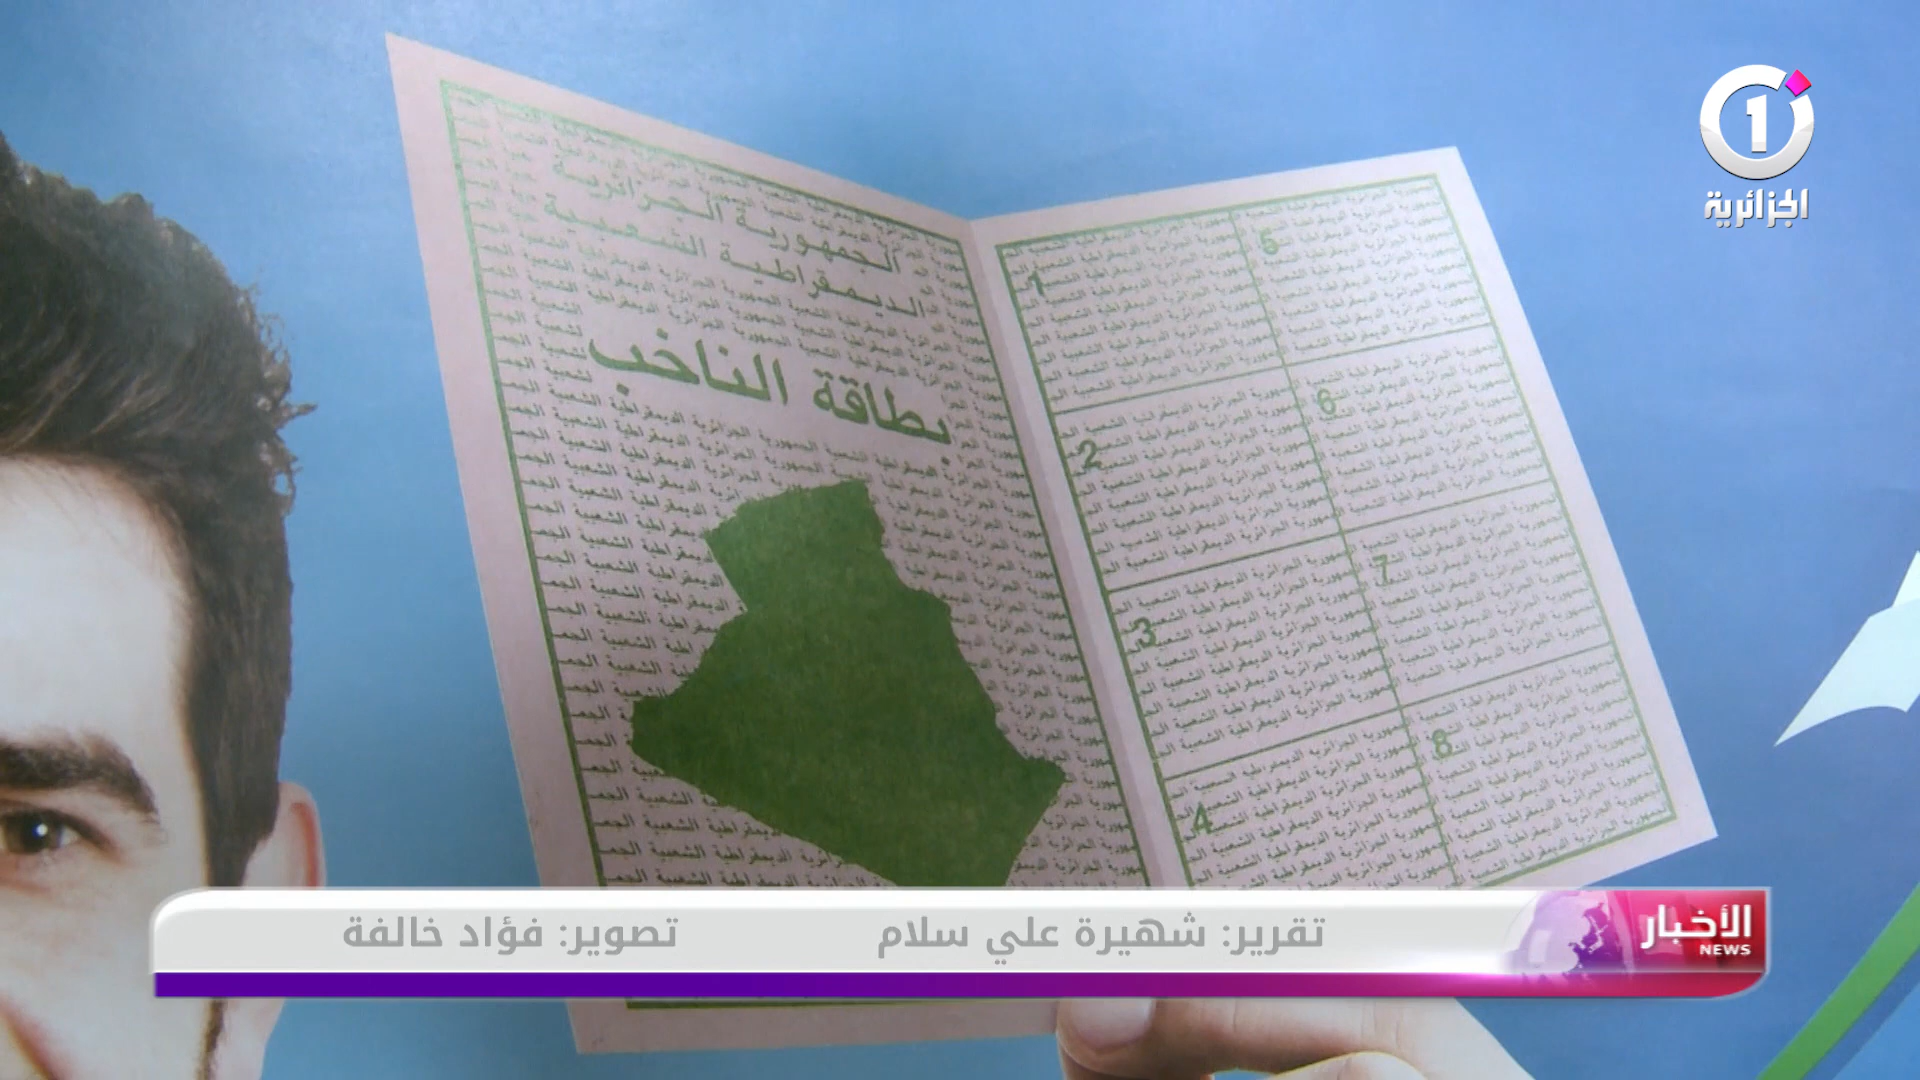 1
الجزائرية
الجمهورية الجزائرية
الديمقراطية الشعبية
بطاقة الناخب
1
2
3
4
5
6
7
8
الأخبار
NEWS
تقرير: شهيرة علي سلام
تصوير: فؤاد خالفة